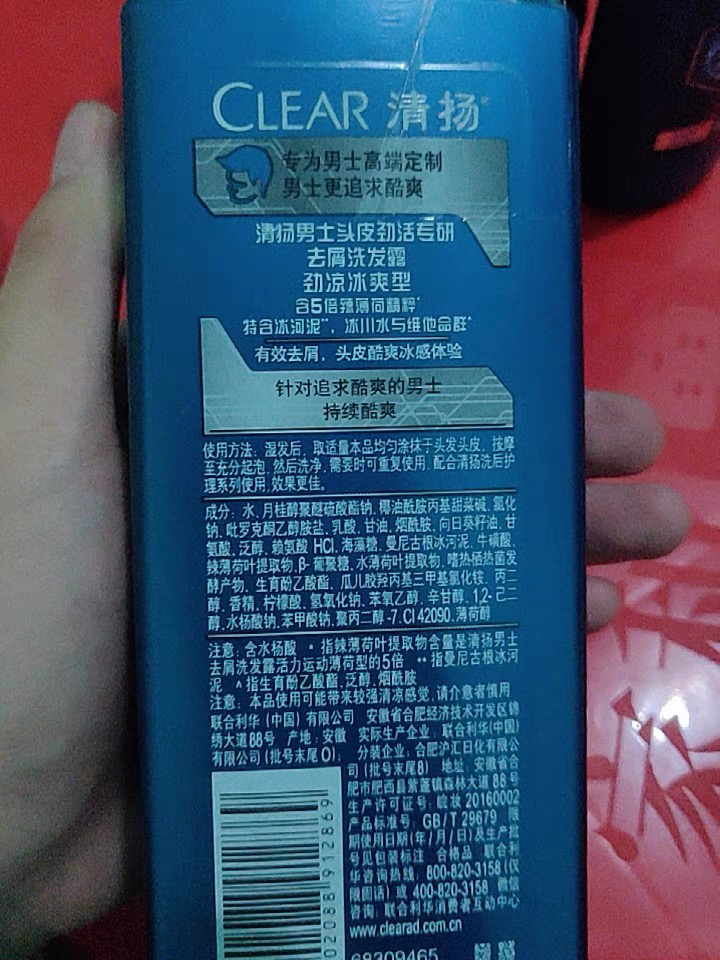 CLEAR 清扬
专为男士高端定制
男士更追求酷爽
清扬男士头皮劲活专研
去屑洗发露
劲凉冰爽型
含5倍辣薄荷精粹*
特含冰河泥**，冰川水与维他命群^
有效去屑，头皮酷爽冰感体验
针对追求酷爽的男士
持续酷爽
使用方法：湿发后，取适量本品均匀涂抹于头发头皮，按摩
至充分起泡，然后洗净，需要时可重复使用，配合清扬洗后护
理系列使用，效果更佳。
成分：水，月桂醇聚醚硫酸酯钠，椰油酰胺丙基甜菜碱，氯化
钠，吡罗克酮乙醇胺盐，乳酸，甘油，烟酰胺，向日葵籽油，甘
氨酸，泛醇，赖氨酸 HCl，海藻糖，曼尼古根冰河泥，牛磺酸，
辣薄荷叶提取物，β-葡聚糖，水薄荷叶提取物，嗜热栖热菌发
酵产物，生育酚乙酸酯，瓜儿胶羟丙基三甲基氯化铵，丙二
醇，香精，柠檬酸，氢氧化钠，苯氧乙醇，辛甘醇，1,2-己二
醇，水杨酸钠，苯甲酸钠，聚丙二醇-7，CI 42090，薄荷醇
注意：含水杨酸 *指辣薄荷叶提取物含量是清扬男士
去屑洗发露活力运动薄荷型的5倍 **指曼尼古根冰河
泥 ^指生育酚乙酸酯，泛醇，烟酰胺
注意：本品使用可能带来较强清凉感觉，请介意者慎用
联合利华（中国）有限公司 安徽省合肥经济技术开发区锦
绣大道88号 产地：安徽 实际生产企业：联合利华（中国）
有限公司（批号末尾0）； 分装企业：合肥沪汇日化有限公
司（批号末尾8） 地址：安徽省合
肥市肥西县紫蓬镇森林大道88号
生产许可证号：皖妆20160002
产品标准号：GB/T 29679 限
期使用日期（年/月/日）及生产批
号见包装标注 合格品 联合利
华咨询热线：800-820-3158（仅
限固话）或 400-820-3158 微信
咨询：联合利华消费者互动中心
www.clearad.com.cn
02088 912869
68309465